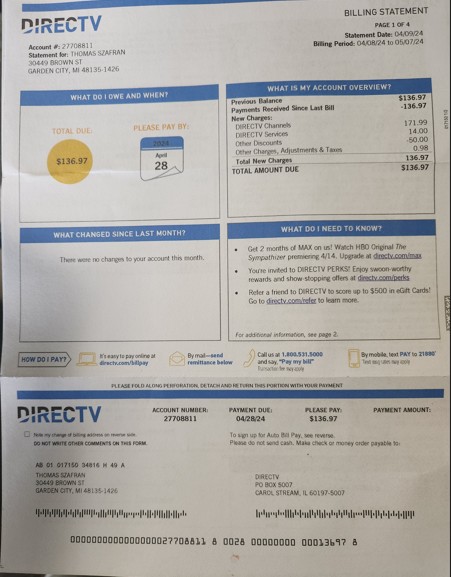 DIRECTV
BILLING STATEMENT
PAGE 1 OF 4
Statement Date: 04/09/24
Billing Period: 04/08/24 to 05/07/24
Account #: 27708811
Statement for: THOMAS SZAFRAN
30449 BROWN ST
GARDEN CITY, MI 48135-1426
WHAT DO I OWE AND WHEN?
TOTAL DUE:
$136.97
PLEASE PAY BY:
2024
April
28
WHAT IS MY ACCOUNT OVERVIEW?
Previous Balance $136.97
Payments Received Since Last Bill -136.97
New Charges:
DIRECTV Channels 171.99
DIRECTV Services 14.00
Other Discounts -50.00
Other Charges, Adjustments & Taxes 0.98
Total New Charges 136.97
TOTAL AMOUNT DUE $136.97
WHAT CHANGED SINCE LAST MONTH?
There were no changes to your account this month.
WHAT DO I NEED TO KNOW?
• Get 2 months of MAX on us! Watch HBO Original The
Sympathizer premiering 4/14. Upgrade at directv.com/max
• You're invited to DIRECTV PERKS! Enjoy swoon-worthy
rewards and show-stopping offers at directv.com/perks
• Refer a friend to DIRECTV to score up to $500 in eGift Cards!
Go to directv.com/refer to learn more.
For additional information, see page 2.
HOW DO I PAY?
It's easy to pay online at
directv.com/billpay
By mail—send
remittance below
Call us at 1.800.531.5000
and say, "Pay my bill"
By mobile, text PAY to 21880*
PLEASE FOLD ALONG PERFORATION, DETACH AND RETURN THIS PORTION WITH YOUR PAYMENT
DIRECTV
ACCOUNT NUMBER:
27708811
PAYMENT DUE:
04/28/24
PLEASE PAY:
$136.97
PAYMENT AMOUNT:
Note my change of billing address on reverse side.
DO NOT WRITE OTHER COMMENTS ON THIS FORM.
To sign up for Auto Bill Pay, see reverse.
Please do not send cash. Make check or money order payable to:
AB 01 017150 34816 H 49 A
THOMAS SZAFRAN
30449 BROWN ST
GARDEN CITY, MI 48135-1426
DIRECTV
PO BOX 5007
CAROL STREAM, IL 60197-5007